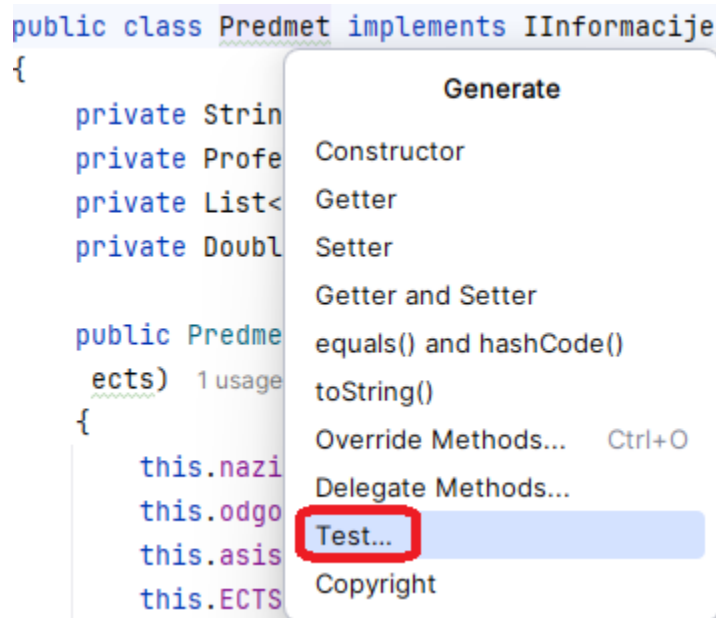 public class Predmet implements IInformacije
{
Generate
private Strin
Constructor
private Profe
Getter
private List<
Setter
private Doubl
Getter and Setter
public Predme
equals() and hashCode()
ects) 1 usage
toString()
{
Override Methods... Ctrl+O
this.nazi
Delegate Methods...
this.odgo
Test...
this.asis
Copyright
this.ECTS